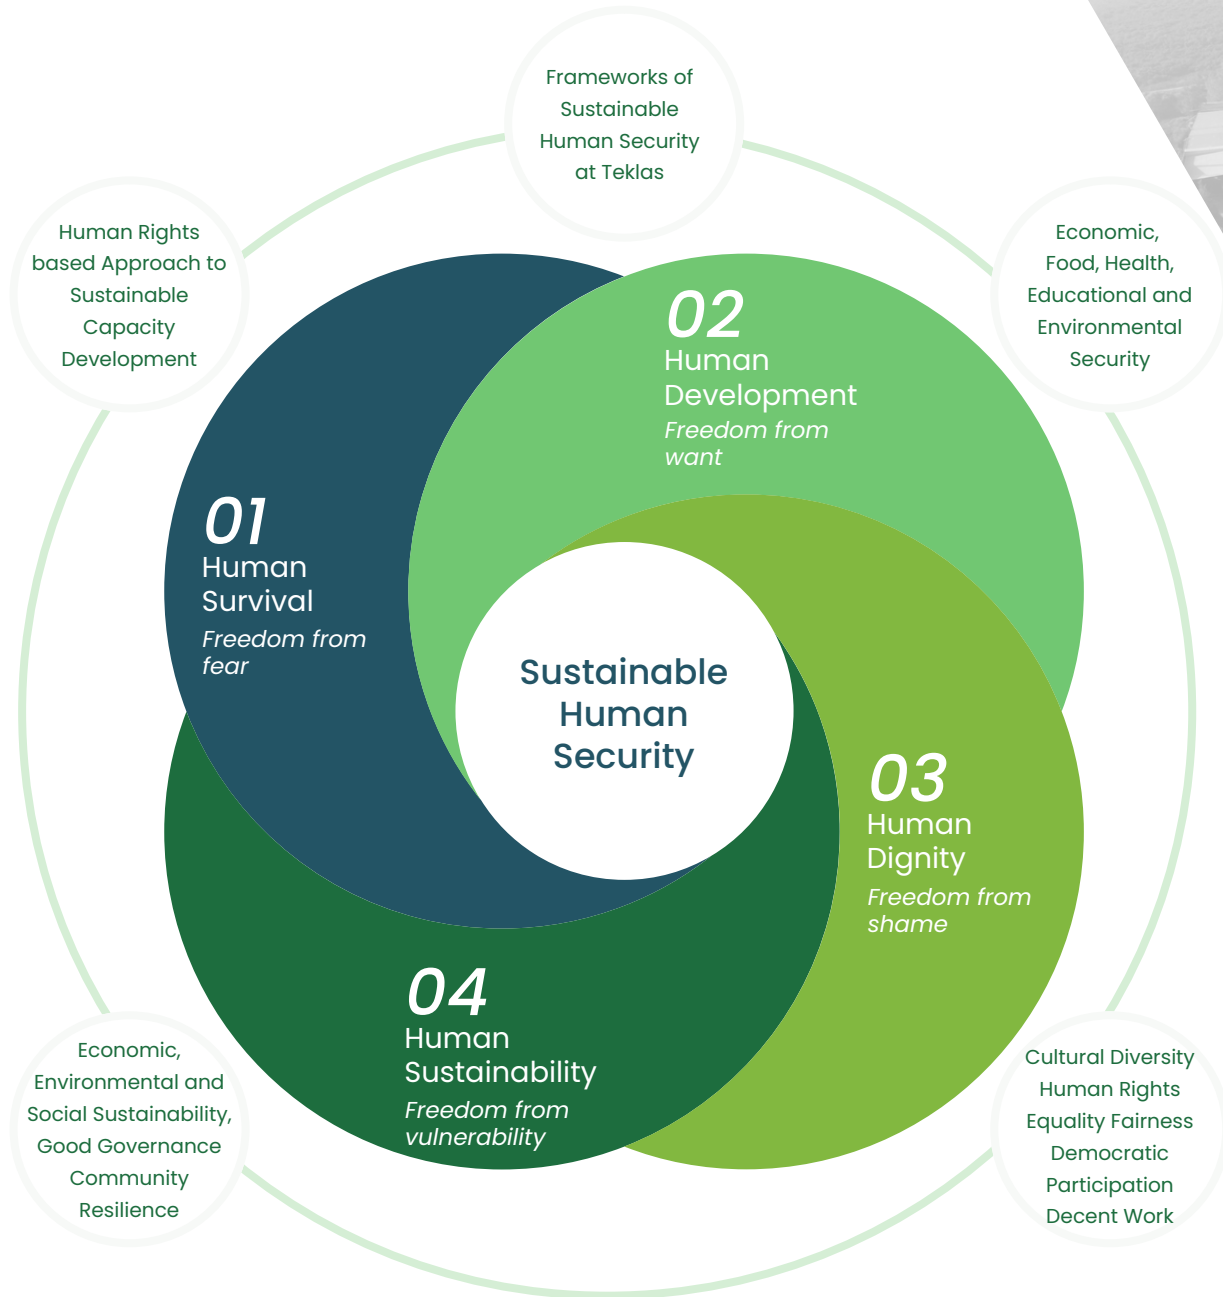 Frameworks of
Sustainable
Human Security
at Teklas
Human Rights
based Approach to
Sustainable
Capacity
Development
Economic,
Food, Health,
Educational and
Environmental
Security
01
Human
Survival
Freedom from
fear
02
Human
Development
Freedom from
want
Sustainable
Human
Security
03
Human
Dignity
Freedom from
shame
04
Human
Sustainability
Freedom from
vulnerability
Economic,
Environmental and
Social Sustainability,
Good Governance
Community
Resilience
Cultural Diversity
Human Rights
Equality Fairness
Democratic
Participation
Decent Work